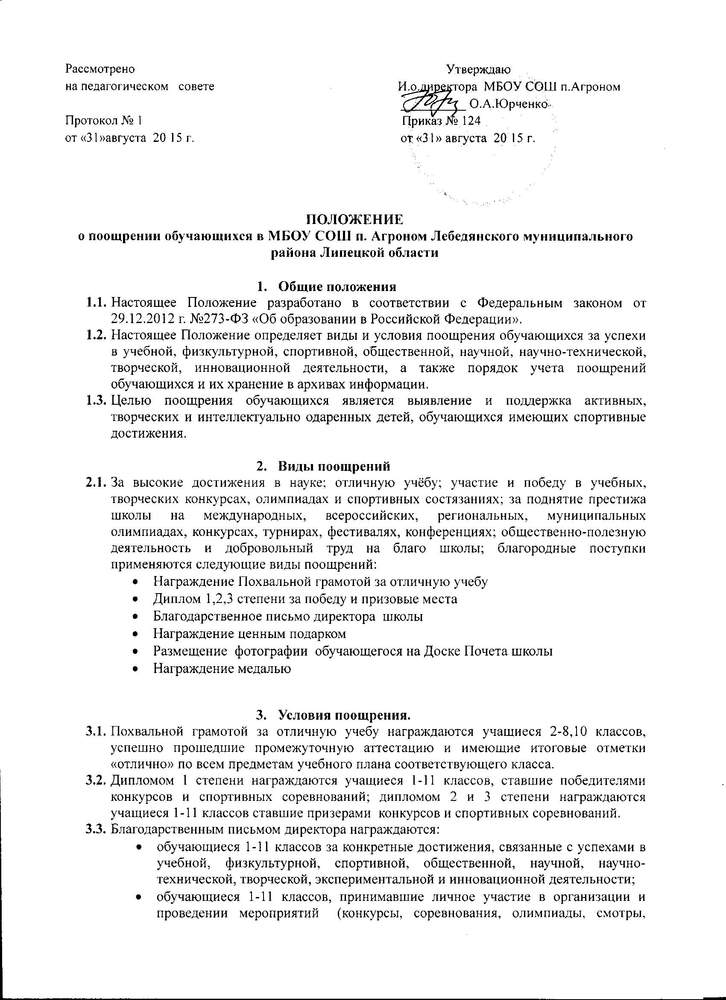 Рассмотрено
на педагогическом совете
Протокол № 1
от «31»августа 20 15 г.
Утверждаю
И.о.директора МБОУ СОШ п.Агроном
О.А.Юрченко
Приказ № 124
от «31» августа 20 15 г.
ПОЛОЖЕНИЕ
о поощрении обучающихся в МБОУ СОШ п. Агроном Лебедянского муниципального
района Липецкой области
1. Общие положения
1.1. Настоящее Положение разработано в соответствии с Федеральным законом от
29.12.2012 г. №273-ФЗ «Об образовании в Российской Федерации».
1.2. Настоящее Положение определяет виды и условия поощрения обучающихся за успехи
в учебной, физкультурной, спортивной, общественной, научной, научно-технической,
творческой, инновационной деятельности, а также порядок учета поощрений
обучающихся и их хранение в архивах информации.
1.3. Целью поощрения обучающихся является выявление и поддержка активных,
творческих и интеллектуально одаренных детей, обучающихся имеющих спортивные
достижения.
2. Виды поощрений
2.1. За высокие достижения в науке; отличную учёбу; участие и победу в учебных,
творческих конкурсах, олимпиадах и спортивных состязаниях; за поднятие престижа
школы на международных, всероссийских, региональных, муниципальных
олимпиадах, конкурсах, турнирах, фестивалях, конференциях; общественно-полезную
деятельность и добровольный труд на благо школы; благородные поступки
применяются следующие виды поощрений:
• Награждение Похвальной грамотой за отличную учебу
• Диплом 1,2,3 степени за победу и призовые места
• Благодарственное письмо директора школы
• Награждение ценным подарком
• Размещение фотографии обучающегося на Доске Почета школы
• Награждение медалью
3. Условия поощрения.
3.1. Похвальной грамотой за отличную учебу награждаются учащиеся 2-8,10 классов,
успешно прошедшие промежуточную аттестацию и имеющие итоговые отметки
«отлично» по всем предметам учебного плана соответствующего класса.
3.2. Дипломом 1 степени награждаются учащиеся 1-11 классов, ставшие победителями
конкурсов и спортивных соревнований; дипломом 2 и 3 степени награждаются
учащиеся 1-11 классов ставшие призерами конкурсов и спортивных соревнований.
3.3. Благодарственным письмом директора награждаются:
• обучающиеся 1-11 классов за конкретные достижения, связанные с успехами в
учебной, физкультурной, спортивной, общественной, научной, научно-
технической, творческой, экспериментальной и инновационной деятельности;
• обучающиеся 1-11 классов, принимавшие личное участие в организации и
проведении мероприятий (конкурсы, соревнования, олимпиады, смотры,